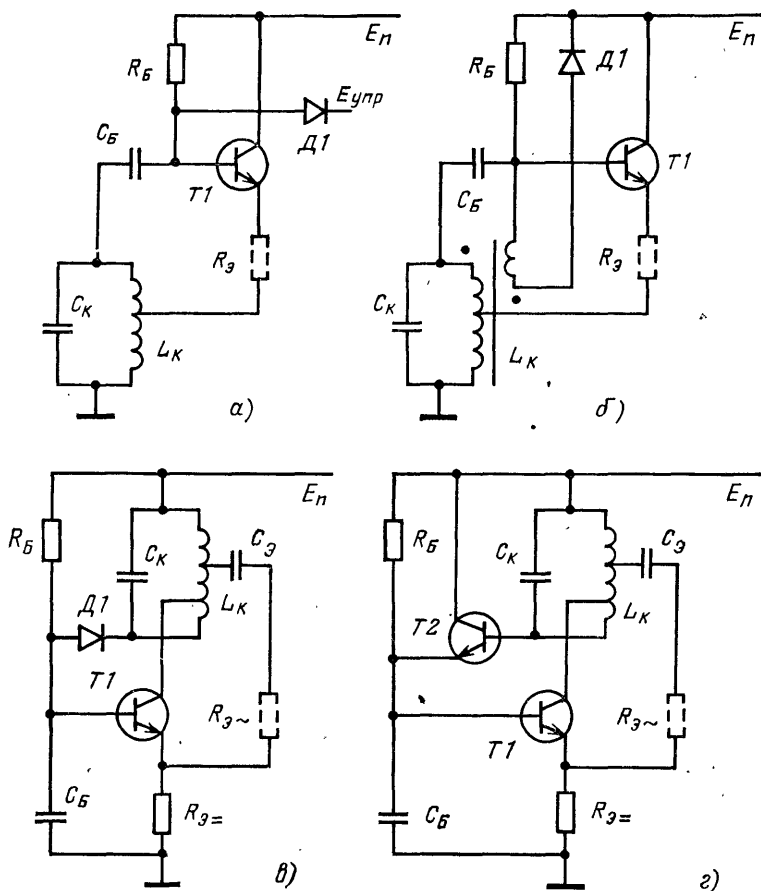 Eп
RБ
Eупр
Д1
CБ
T1
RЭ
Cк
Lк
а)
Eп
RБ
Д1
T1
CБ
RЭ
Cк
Lк
б)
Eп
RБ
Cк
CЭ
Lк
Д1
T1
RЭ~
CБ
RЭ=
в)
Eп
RБ
Cк
CЭ
Lк
T2
RЭ~
T1
CБ
RЭ=
г)